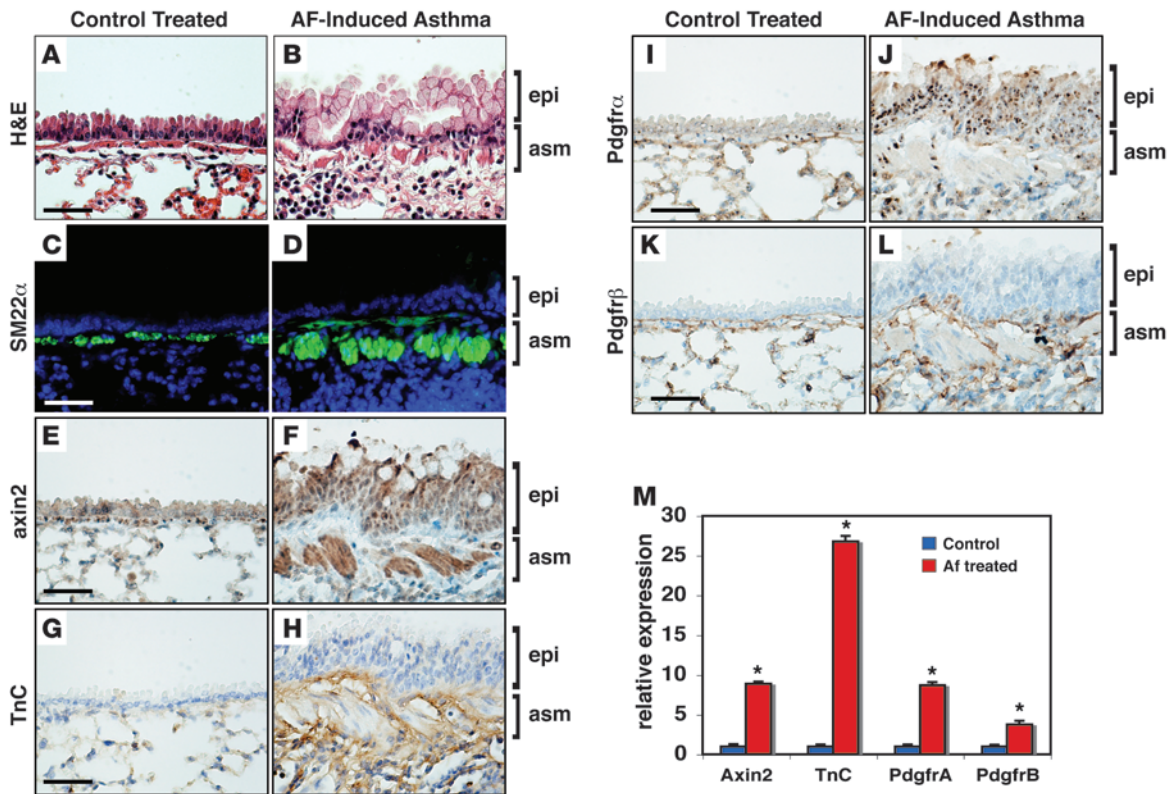 Control Treated
AF-Induced Asthma
A
B
H&E
epi
asm
C
D
SM22α
epi
asm
E
F
axin2
epi
asm
G
H
TnC
epi
asm
Control Treated
AF-Induced Asthma
I
J
Pdgfrα
epi
asm
K
L
Pdgfrβ
epi
asm
M
relative expression
30
25
20
15
10
5
0
Control
Af treated
*
*
*
*
Axin2 TnC PdgfrA PdgfrB